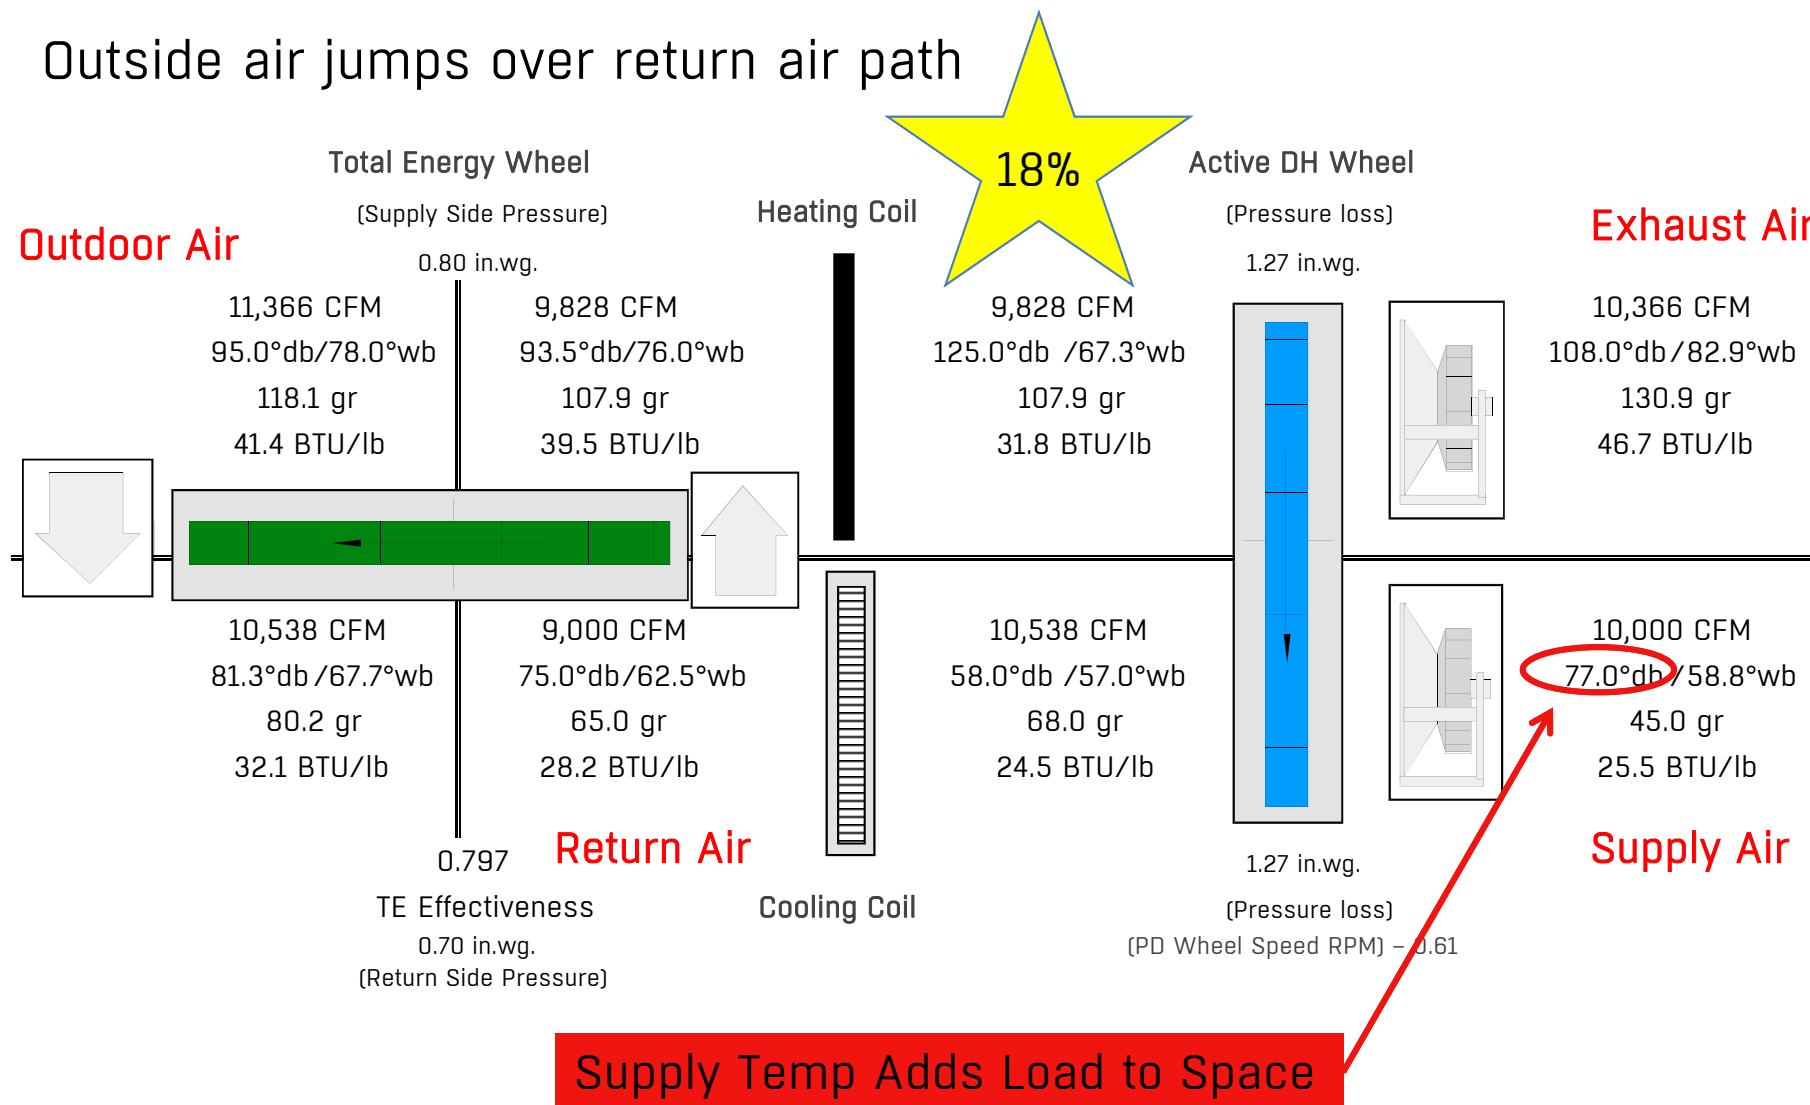 Outside air jumps over return air path
18%
Total Energy Wheel
(Supply Side Pressure)
0.80 in.wg.
Heating Coil
Active DH Wheel
(Pressure loss)
1.27 in.wg.
Outdoor Air
Exhaust Air
11,366 CFM
95.0°db/78.0°wb
118.1 gr
41.4 BTU/lb
9,828 CFM
93.5°db/76.0°wb
107.9 gr
39.5 BTU/lb
9,828 CFM
125.0°db /67.3°wb
107.9 gr
31.8 BTU/lb
10,366 CFM
108.0°db/82.9°wb
130.9 gr
46.7 BTU/lb
10,538 CFM
81.3°db/67.7°wb
80.2 gr
32.1 BTU/lb
9,000 CFM
75.0°db/62.5°wb
65.0 gr
28.2 BTU/lb
10,538 CFM
58.0°db /57.0°wb
68.0 gr
24.5 BTU/lb
10,000 CFM
77.0°db/58.8°wb
45.0 gr
25.5 BTU/lb
0.797
TE Effectiveness
0.70 in.wg.
(Return Side Pressure)
Return Air
Cooling Coil
1.27 in.wg.
(Pressure loss)
(PD Wheel Speed RPM) – 0.61
Supply Air
Supply Temp Adds Load to Space